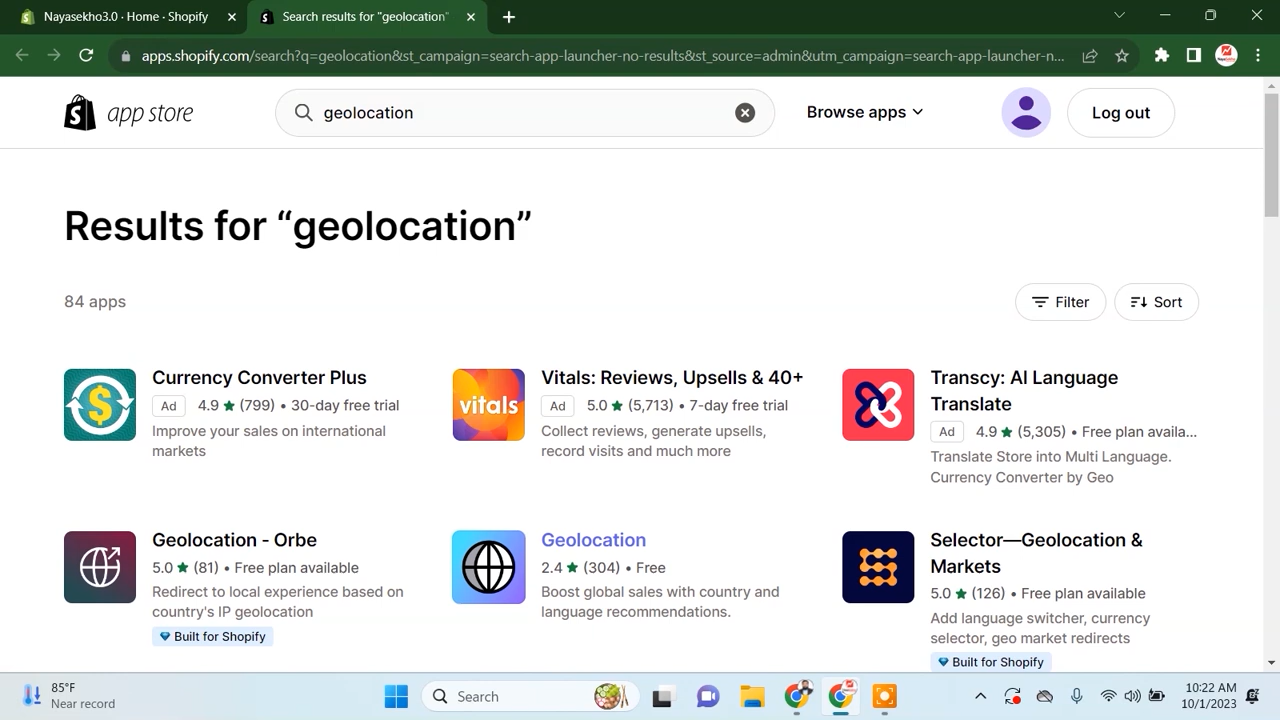 Nayasekho3.0 · Home · Shopify
Search results for "geolocation"
apps.shopify.com/search?q=geolocation&st_campaign=search-app-launcher-no-results&st_source=admin&utm_campaign=search-app-launcher-n...
app store
geolocation
Browse apps
Log out
Results for “geolocation”
84 apps
Filter
Sort
Currency Converter Plus
Ad 4.9 ★ (799) • 30-day free trial
Improve your sales on international
markets
vitals
Vitals: Reviews, Upsells & 40+
Ad 5.0 ★ (5,713) • 7-day free trial
Collect reviews, generate upsells,
record visits and much more
Transcy: AI Language
Translate
Ad 4.9 ★ (5,305) • Free plan availa...
Translate Store into Multi Language.
Currency Converter by Geo
Geolocation - Orbe
5.0 ★ (81) • Free plan available
Redirect to local experience based on
country's IP geolocation
Built for Shopify
Geolocation
2.4 ★ (304) • Free
Boost global sales with country and
language recommendations.
Selector—Geolocation &
Markets
5.0 ★ (126) • Free plan available
Add language switcher, currency
selector, geo market redirects
Built for Shopify
85°F
Near record
Search
10:22 AM
10/1/2023